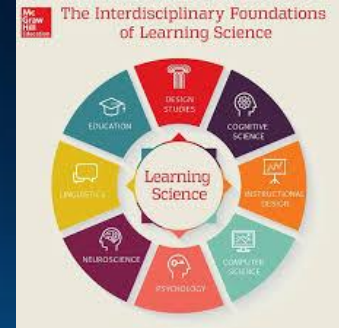 Mc
Graw
Hill
Education
The Interdisciplinary Foundations
of Learning Science
DESIGN
STUDIES
COGNITIVE
SCIENCE
INSTRUCTIONAL
DESIGN
COMPUTER
SCIENCE
PSYCHOLOGY
NEUROSCIENCE
LINGUISTICS
EDUCATION
Learning
Science